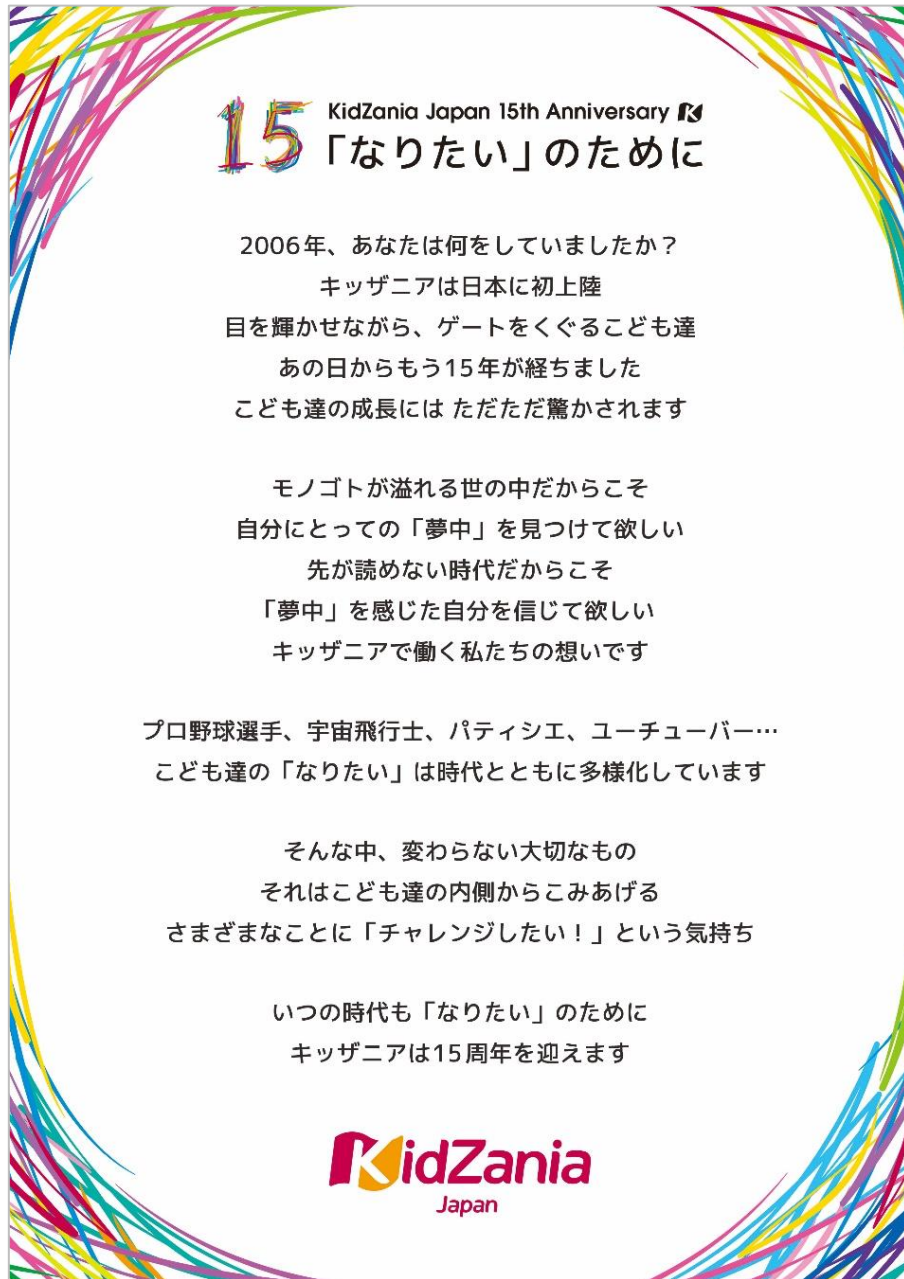 15
KidZania Japan 15th Anniversary
「なりたい」のために
2006年、あなたは何をしていましたか？
キッザニアは日本に初上陸
目を輝かせながら、ゲートをくぐるこども達
あの日からもう15年が経ちました
こども達の成長には ただただ驚かされます
モノゴトが溢れる世の中だからこそ
自分にとっての「夢中」を見つけて欲しい
先が読めない時代だからこそ
「夢中」を感じた自分を信じて欲しい
キッザニアで働く私たちの想いです
プロ野球選手、宇宙飛行士、パティシエ、ユーチューバー…
こども達の「なりたい」は時代とともに多様化しています
そんな中、変わらない大切なもの
それはこども達の内側からこみあげる
さまざまなことに「チャレンジしたい！」という気持ち
いつの時代も「なりたい」のために
キッザニアは15周年を迎えます
KidZania
Japan